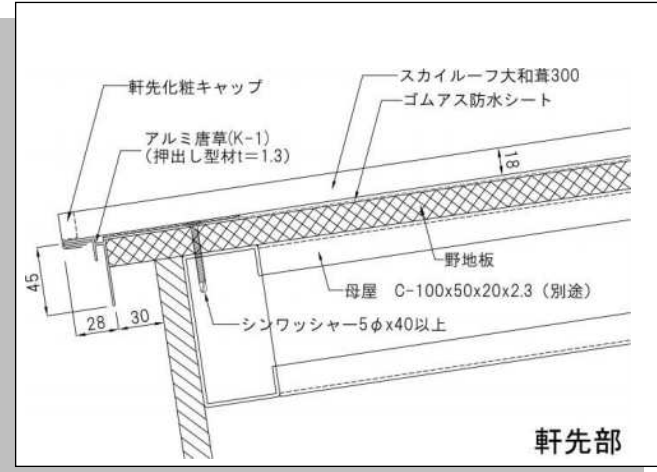 軒先化粧キャップ
スカイルーフ大和葺300
ゴムアス防水シート
アルミ唐草(K-1)
(押出し型材t=1.3)
18
野地板
母屋 C-100x50x20x2.3 (別途)
シンワッシャー5φx40以上
45
28
30
軒先部